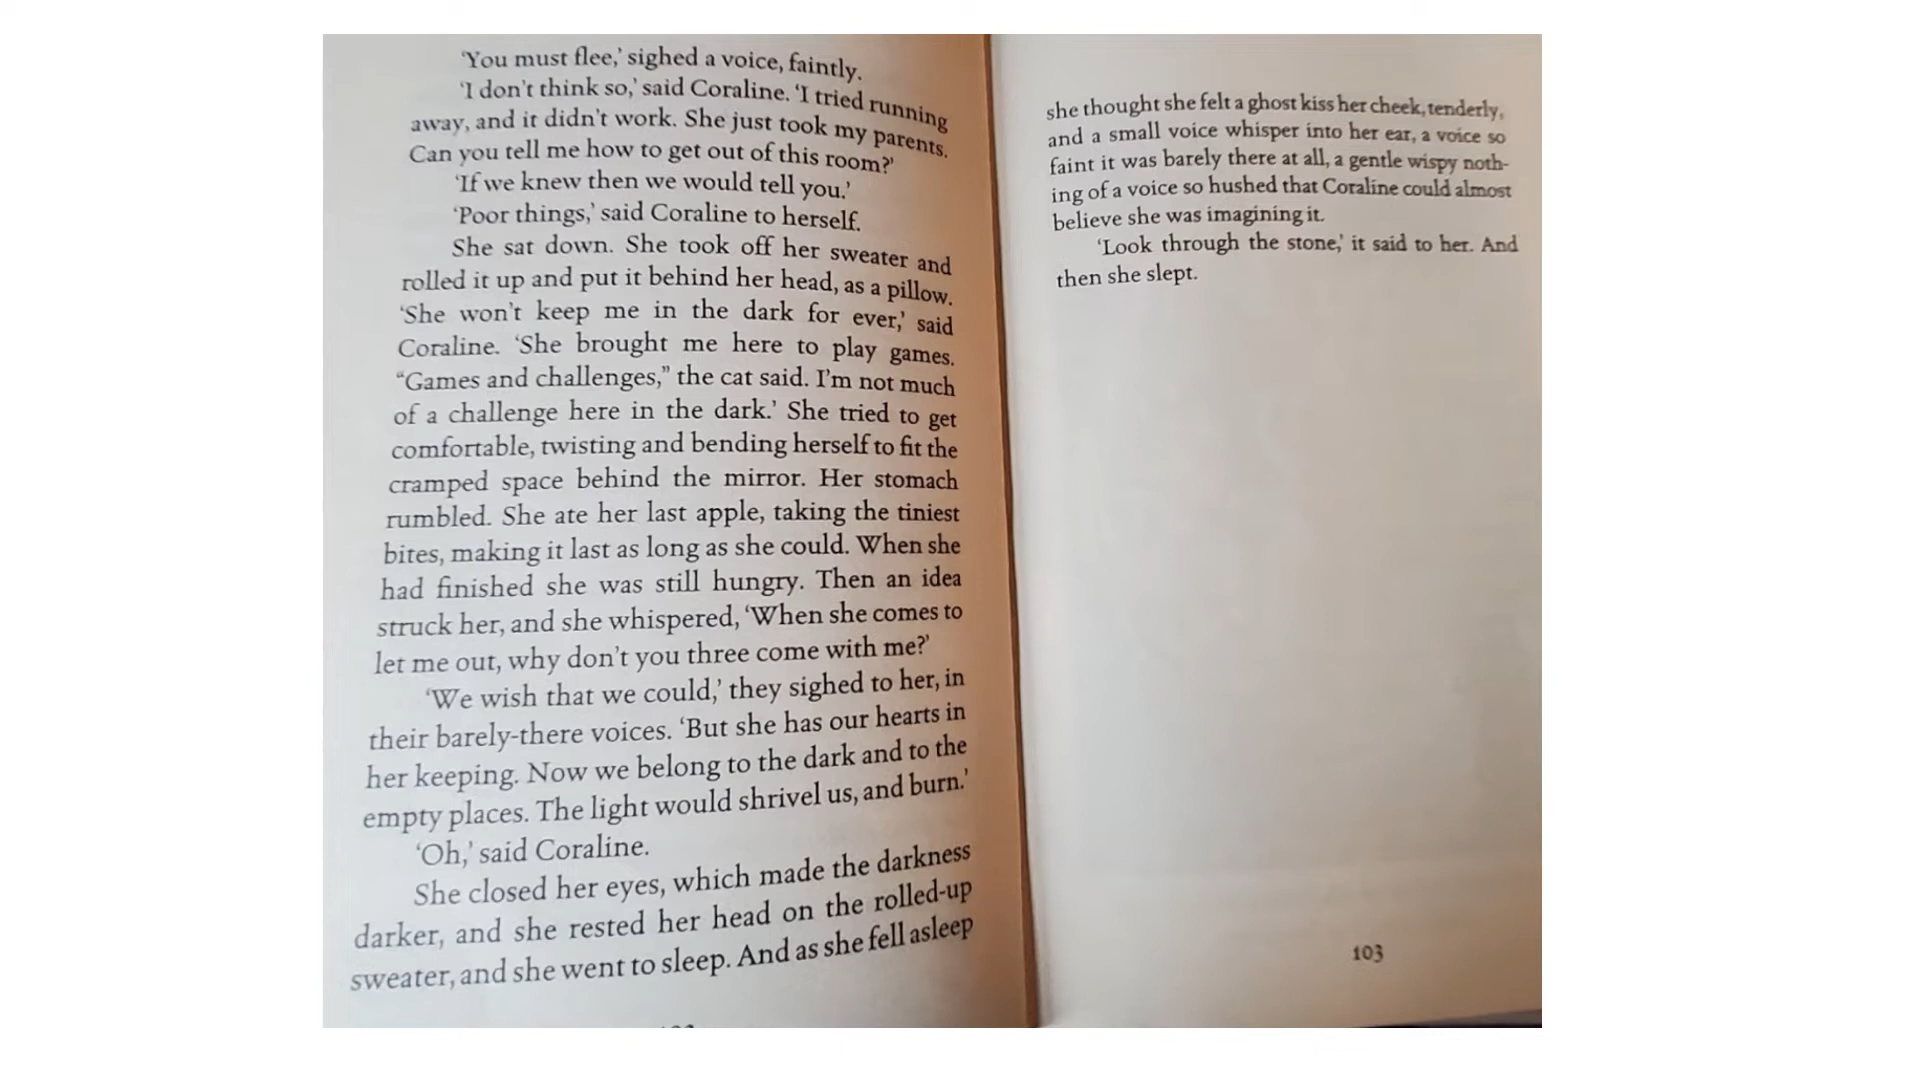 ‘You must flee,’ sighed a voice, faintly.
‘I don’t think so,’ said Coraline. ‘I tried running
away, and it didn’t work. She just took my parents.
Can you tell me how to get out of this room?’
‘If we knew then we would tell you.’
‘Poor things,’ said Coraline to herself.
She sat down. She took off her sweater and
rolled it up and put it behind her head, as a pillow.
‘She won’t keep me in the dark for ever,’ said
Coraline. ‘She brought me here to play games.
“Games and challenges,” the cat said. I’m not much
of a challenge here in the dark.’ She tried to get
comfortable, twisting and bending herself to fit the
cramped space behind the mirror. Her stomach
rumbled. She ate her last apple, taking the tiniest
bites, making it last as long as she could. When she
had finished she was still hungry. Then an idea
struck her, and she whispered, ‘When she comes to
let me out, why don’t you three come with me?’
‘We wish that we could,’ they sighed to her, in
their barely-there voices. ‘But she has our hearts in
her keeping. Now we belong to the dark and to the
empty places. The light would shrivel us, and burn.’
‘Oh,’ said Coraline.
She closed her eyes, which made the darkness
darker, and she rested her head on the rolled-up
sweater, and she went to sleep. And as she fell asleep
she thought she felt a ghost kiss her cheek, tenderly,
and a small voice whisper into her ear, a voice so
faint it was barely there at all, a gentle wispy noth-
ing of a voice so hushed that Coraline could almost
believe she was imagining it.
‘Look through the stone,’ it said to her. And
then she slept.
103